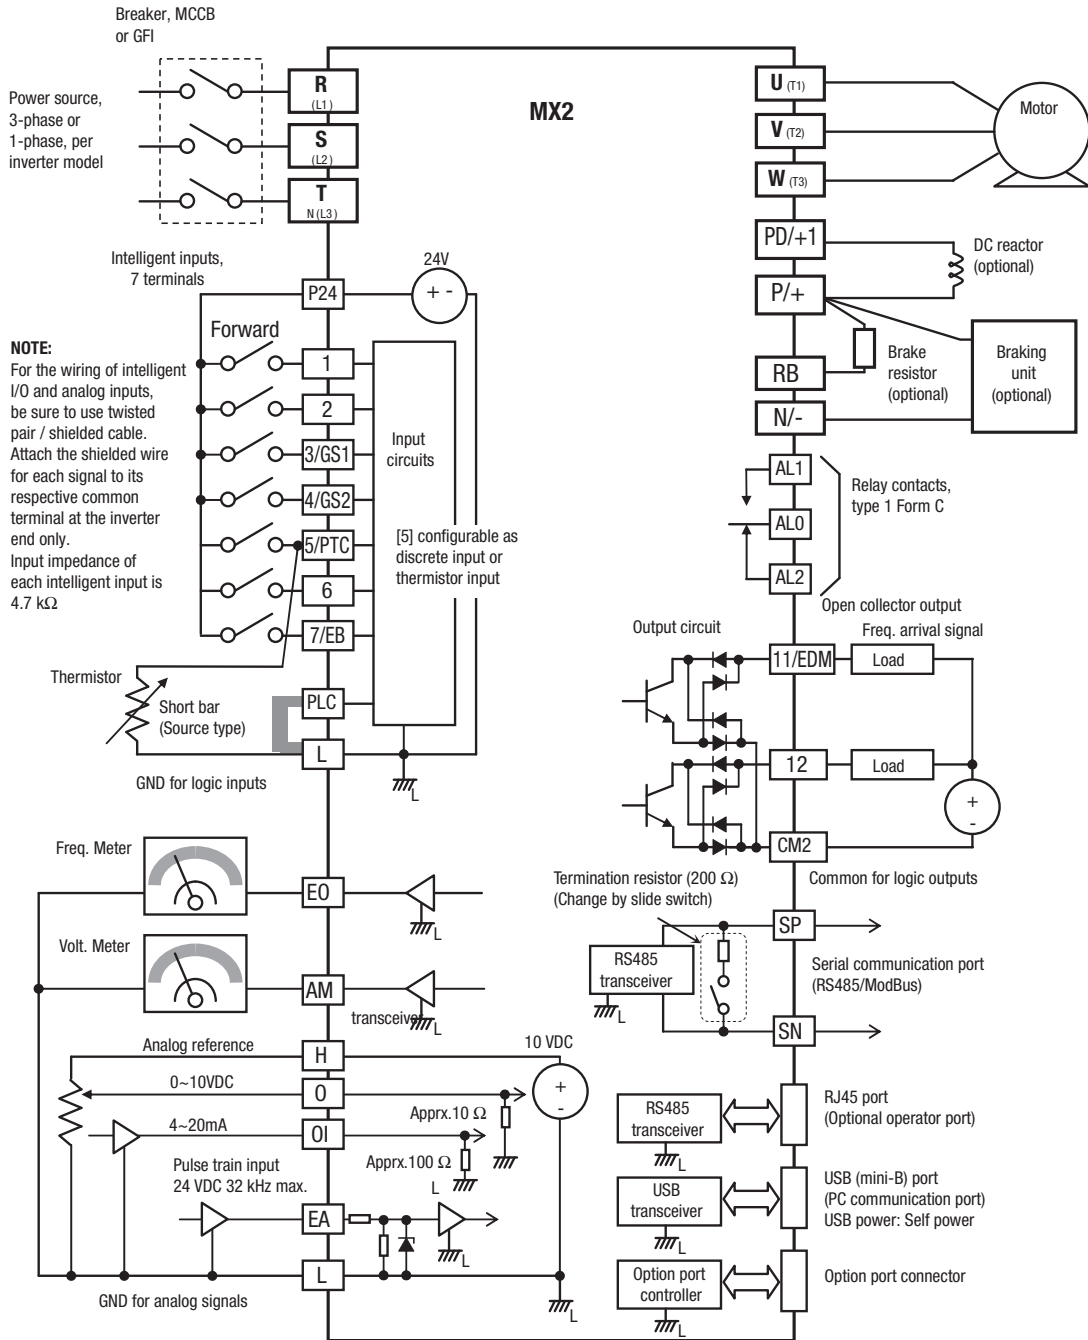 Breaker, MCCB
or GFI
Power source,
3-phase or
1-phase, per
inverter model
R
(L1)
S
(L2)
T
N (L3)
MX2
U (T1)
V (T2)
W (T3)
Motor
PD/+1
P/+
DC reactor
(optional)
RB
N/-
Brake
resistor
(optional)
Braking
unit
(optional)
Intelligent inputs,
7 terminals
24V
+ -
P24
Forward
NOTE:
For the wiring of intelligent
I/O and analog inputs,
be sure to use twisted
pair / shielded cable.
Attach the shielded wire
for each signal to its
respective common
terminal at the inverter
end only.
Input impedance of
each intelligent input is
4.7 kΩ
1
2
3/GS1
4/GS2
5/PTC
6
7/EB
Input
circuits
[5] configurable as
discrete input or
thermistor input
AL1
AL0
AL2
Relay contacts,
type 1 Form C
Thermistor
Short bar
(Source type)
PLC
L
L
GND for logic inputs
Open collector output
Output circuit
Freq. arrival signal
11/EDM
Load
12
Load
+
-
CM2
Common for logic outputs
Freq. Meter
EO
L
Volt. Meter
AM
transceiver
L
Termination resistor (200 Ω)
(Change by slide switch)
SP
RS485
transceiver
L
Serial communication port
(RS485/ModBus)
SN
Analog reference
H
10 VDC
+
-
0~10VDC
O
Apprx.10 Ω
4~20mA
OI
Apprx.100 Ω
L
Pulse train input
24 VDC 32 kHz max.
EA
L
L
GND for analog signals
L
RS485
transceiver
L
RJ45 port
(Optional operator port)
USB
transceiver
L
USB (mini-B) port
(PC communication port)
USB power: Self power
Option port
controller
L
Option port connector